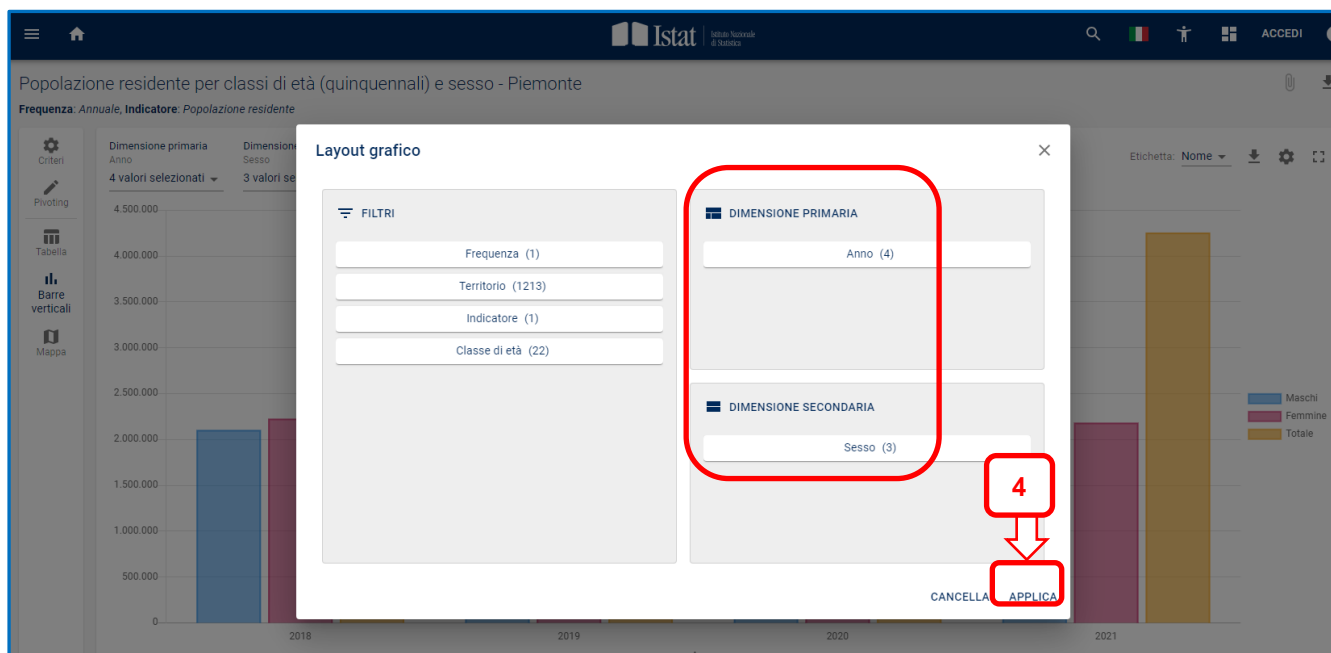 Istat Istituto Nazionale di Statistica
ACCEDI
Popolazione residente per classi di età (quinquennali) e sesso - Piemonte
Frequenza: Annuale, Indicatore: Popolazione residente
Criteri
Pivoting
Tabella
Barre
verticali
Mappa
Dimensione primaria
Anno
4 valori selezionati
Dimensione
Sesso
3 valori se
Etichetta: Nome
Layout grafico
FILTRI
Frequenza (1)
Territorio (1213)
Indicatore (1)
Classe di età (22)
DIMENSIONE PRIMARIA
Anno (4)
DIMENSIONE SECONDARIA
Sesso (3)
4
CANCELLA APPLICA
4.500.000
4.000.000
3.500.000
3.000.000
2.500.000
2.000.000
1.500.000
1.000.000
500.000
0
2018 2019 2020 2021
Maschi
Femmine
Totale